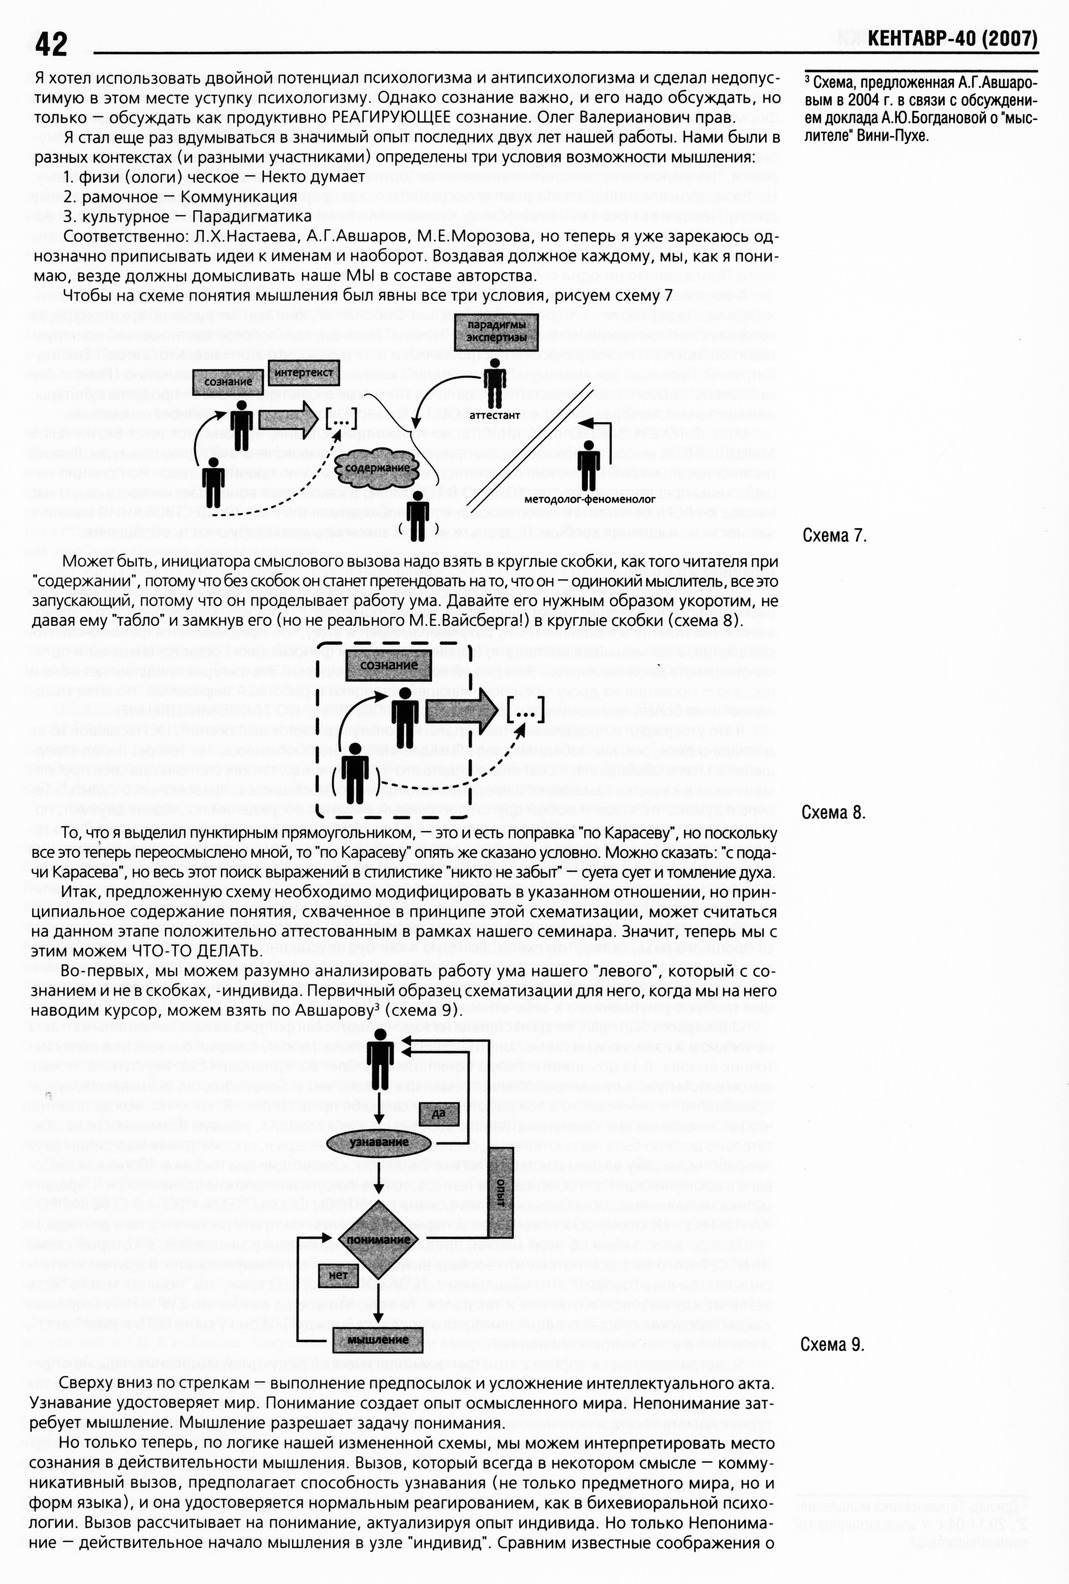 42
КЕНТАВР-40 (2007)
Я хотел использовать двойной потенциал психологизма и антипсихологизма и сделал недопус-
тимую в этом месте уступку психологизму. Однако сознание важно, и его надо обсуждать, но
только — обсуждать как продуктивно РЕАГИРУЮЩЕЕ сознание. Олег Валерианович прав.
Я стал еще раз вдумываться в значимый опыт последних двух лет нашей работы. Нами были в
разных контекстах (и разными участниками) определены три условия возможности мышления:
1. физи (ологи) ческое — Некто думает
2. рамочное — Коммуникация
3. культурное — Парадигматика
Соответственно: Л.Х.Настаева, А.Г.Авшаров, М.Е.Морозова, но теперь я уже зарекаюсь од-
нозначно приписывать идеи к именам и наоборот. Воздавая должное каждому, мы, как я пони-
маю, везде должны домысливать наше МЫ в составе авторства.
Чтобы на схеме понятия мышления был явны все три условия, рисуем схему 7
³ Схема, предложенная А.Г.Авшаро-
вым в 2004 г. в связи с обсуждени-
ем доклада А.Ю.Богдановой о "мыс-
лителе" Вини-Пухе.
парадигмы
экспертизы
сознание
интертекст
[...]
аттестант
содержание
методолог-феноменолог
( )
Схема 7.
Может быть, инициатора смыслового вызова надо взять в круглые скобки, как того читателя при
"содержании", потому что без скобок он станет претендовать на то, что он — одинокий мыслитель, все это
запускающий, потому что он проделывает работу ума. Давайте его нужным образом укоротим, не
давая ему "табло" и замкнув его (но не реального М.Е.Вайсберга!) в круглые скобки (схема 8).
сознание
[...]
( )
Схема 8.
То, что я выделил пунктирным прямоугольником, — это и есть поправка "по Карасеву", но поскольку
все это теперь переосмыслено мной, то "по Карасеву" опять же сказано условно. Можно сказать: "с пода-
чи Карасева", но весь этот поиск выражений в стилистике "никто не забыт" — суета сует и томление духа.
Итак, предложенную схему необходимо модифицировать в указанном отношении, но прин-
ципиальное содержание понятия, схваченное в принципе этой схематизации, может считаться
на данном этапе положительно аттестованным в рамках нашего семинара. Значит, теперь мы с
этим можем ЧТО-ТО ДЕЛАТЬ.
Во-первых, мы можем разумно анализировать работу ума нашего "левого", который с со-
знанием и не в скобках, -индивида. Первичный образец схематизации для него, когда мы на него
наводим курсор, можем взять по Авшарову³ (схема 9).
да
узнавание
опыт
понимание
нет
мышление
Схема 9.
Сверху вниз по стрелкам — выполнение предпосылок и усложнение интеллектуального акта.
Узнавание удостоверяет мир. Понимание создает опыт осмысленного мира. Непонимание зат-
ребует мышление. Мышление разрешает задачу понимания.
Но только теперь, по логике нашей измененной схемы, мы можем интерпретировать место
сознания в действительности мышления. Вызов, который всегда в некотором смысле — комму-
никативный вызов, предполагает способность узнавания (не только предметного мира, но и
форм языка), и она удостоверяется нормальным реагированием, как в бихевиоральной психо-
логии. Вызов рассчитывает на понимание, актуализируя опыт индивида. Но только Непонима-
ние — действительное начало мышления в узле "индивид". Сравним известные соображения о